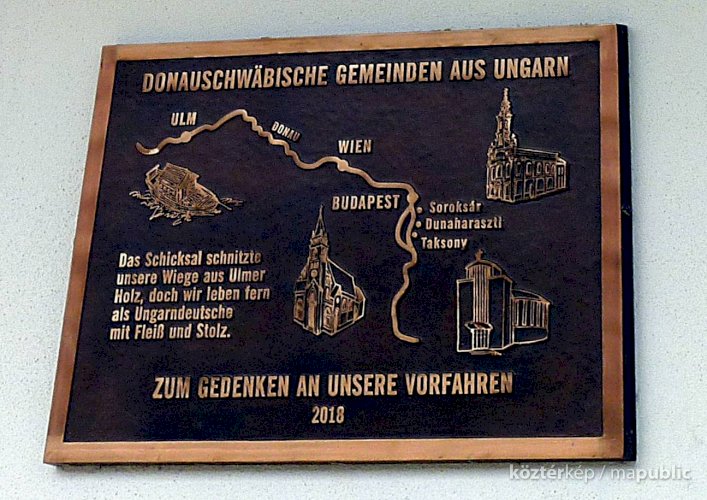 DONAUSCHWÄBISCHE GEMEINDEN AUS UNGARN
ULM
DONAU
WIEN
BUDAPEST
Soroksár
Dunaharaszti
Taksony
Das Schicksal schnitzte
unsere Wiege aus Ulmer
Holz, doch wir leben fern
als Ungarndeutsche
mit Fleiß und Stolz.
ZUM GEDENKEN AN UNSERE VORFAHREN
2018
köztérkép / mapublic